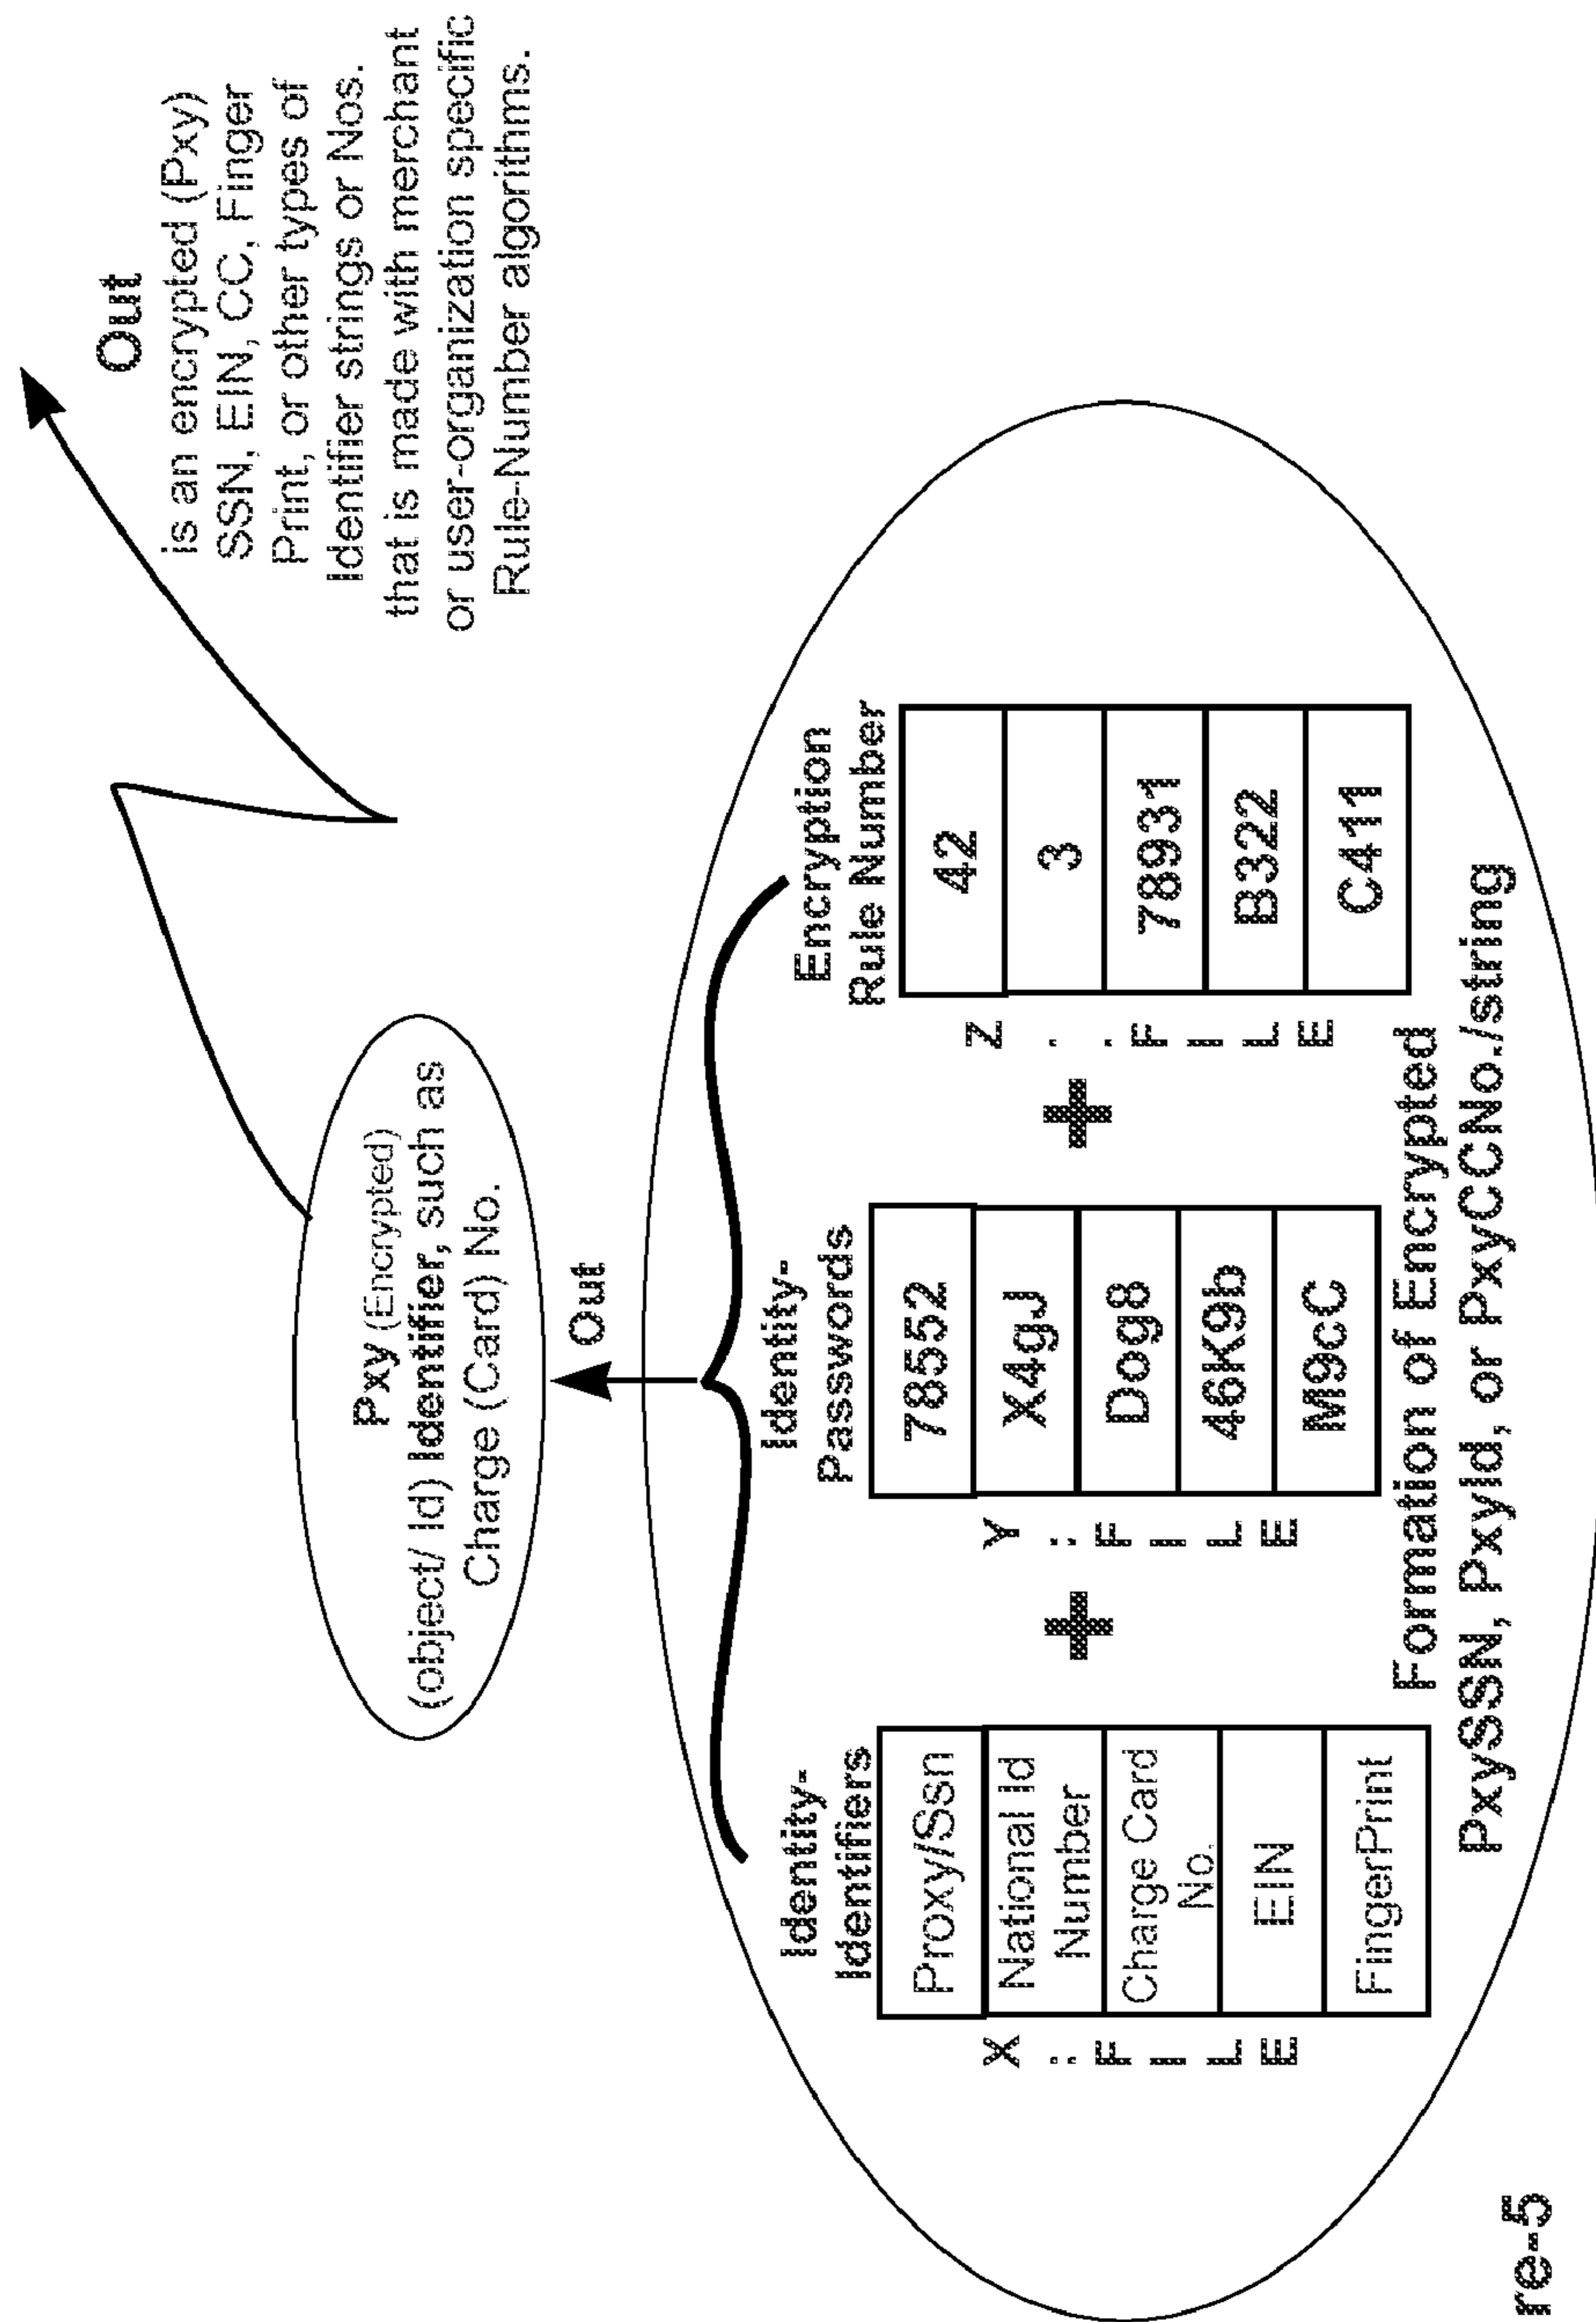 Out
is an encrypted (Pxy)
SSN, EIN, CC, Finger
Print, or other types of
Identifier strings or Nos.
that is made with merchant
or user-organization specific
Rule-Number algorithms.
Pxy (Encrypted)
(object/ Id) Identifier, such as
Charge (Card) No.
Out
Identity-
Identifiers
X : FILE
Proxy/Ssn
National Id
Number
Charge Card
No.
EIN
FingerPrint
+
Identity-
Passwords
Y : FILE
78552
X4gJ
Dog8
46K9b
M9cC
+
Encryption
Rule Number
Z . . FILE
42
3
78931
B322
C411
Formation of Encrypted
PxySSN, PxyId, or PxyCCNo./string
re-5